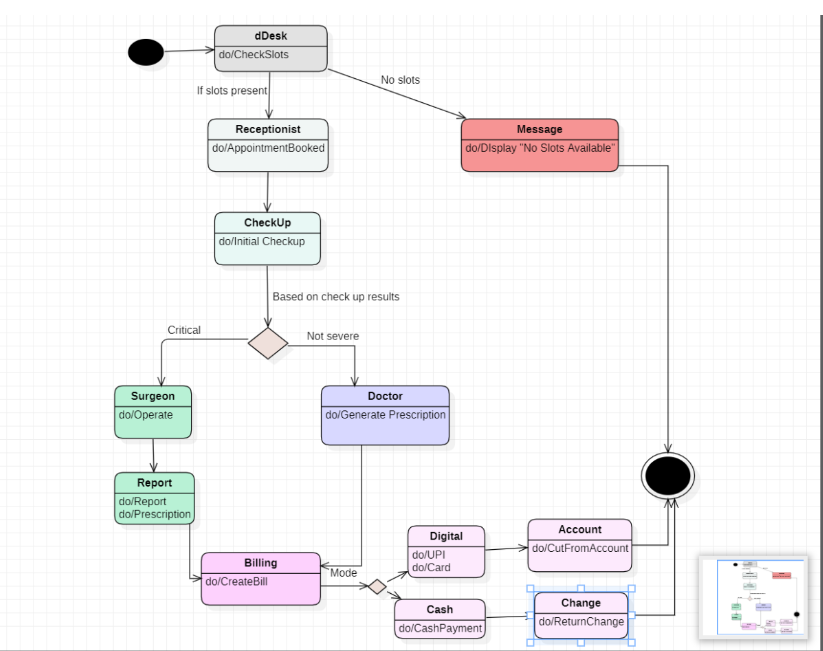 dDesk
do/CheckSlots
No slots
If slots present
Receptionist
do/AppointmentBooked
Message
do/DIsplay "No Slots Available"
CheckUp
do/Initial Checkup
Based on check up results
Critical
Not severe
Surgeon
do/Operate
Doctor
do/Generate Prescription
Report
do/Report
do/Prescription
Billing
do/CreateBill
Mode
Digital
do/UPI
do/Card
Account
do/CutFromAccount
Cash
do/CashPayment
Change
do/ReturnChange